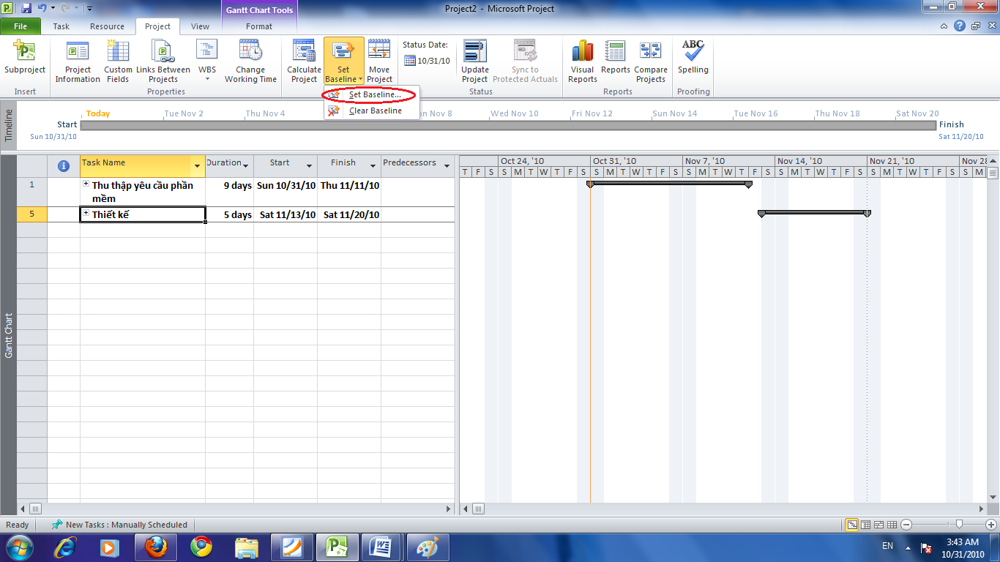 Gantt Chart Tools
Project2 - Microsoft Project
File Task Resource Project View Format
Subproject
Project Information
Custom Fields
Links Between Projects
WBS
Change Working Time
Calculate Project
Set Baseline
Move Project
Status Date:
10/31/10
Update Project
Sync to Protected Actuals
Visual Reports
Reports
Compare Projects
ABC
Spelling
Insert Properties Status Reports Proofing
Set Baseline...
Clear Baseline
Timeline
Today Tue Nov 2 Thu Nov 4 on Nov 8 Wed Nov 10 Fri Nov 12 Sun Nov 14 Tue Nov 16 Thu Nov 18 Sat Nov 20
Start Finish
Sun 10/31/10 Sat 11/20/10
Task Name Duration Start Finish Predecessors
Oct 24, '10 Oct 31, '10 Nov 7, '10 Nov 14, '10 Nov 21, '10 Nov 28
T F S S M T W T F S S M T W T F S S M T W T F S S M T W T F S S M T W T F S S M
1 Thu thập yêu cầu phần mềm 9 days Sun 10/31/10 Thu 11/11/10
5 Thiết kế 5 days Sat 11/13/10 Sat 11/20/10
Gantt Chart
Ready New Tasks : Manually Scheduled
EN
3:43 AM
10/31/2010